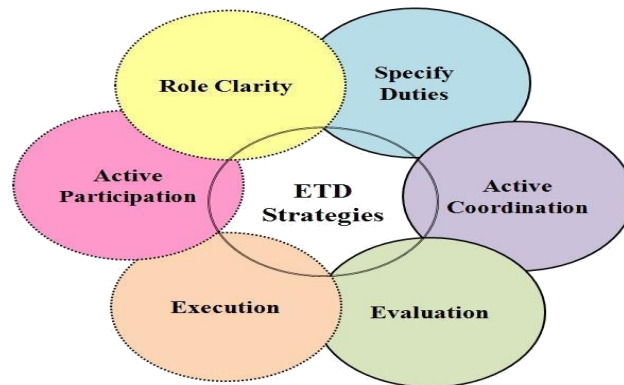 Role Clarity
Specify
Duties
Active
Participation
ETD
Strategies
Active
Coordination
Execution
Evaluation